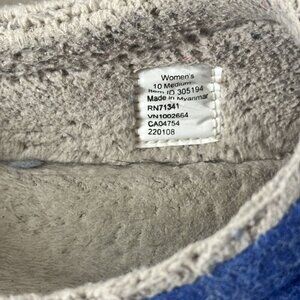 Women's
10 Medium
Item ID 305194
Made in Myanmar
RN71341
VN1002664
CA04754
220108